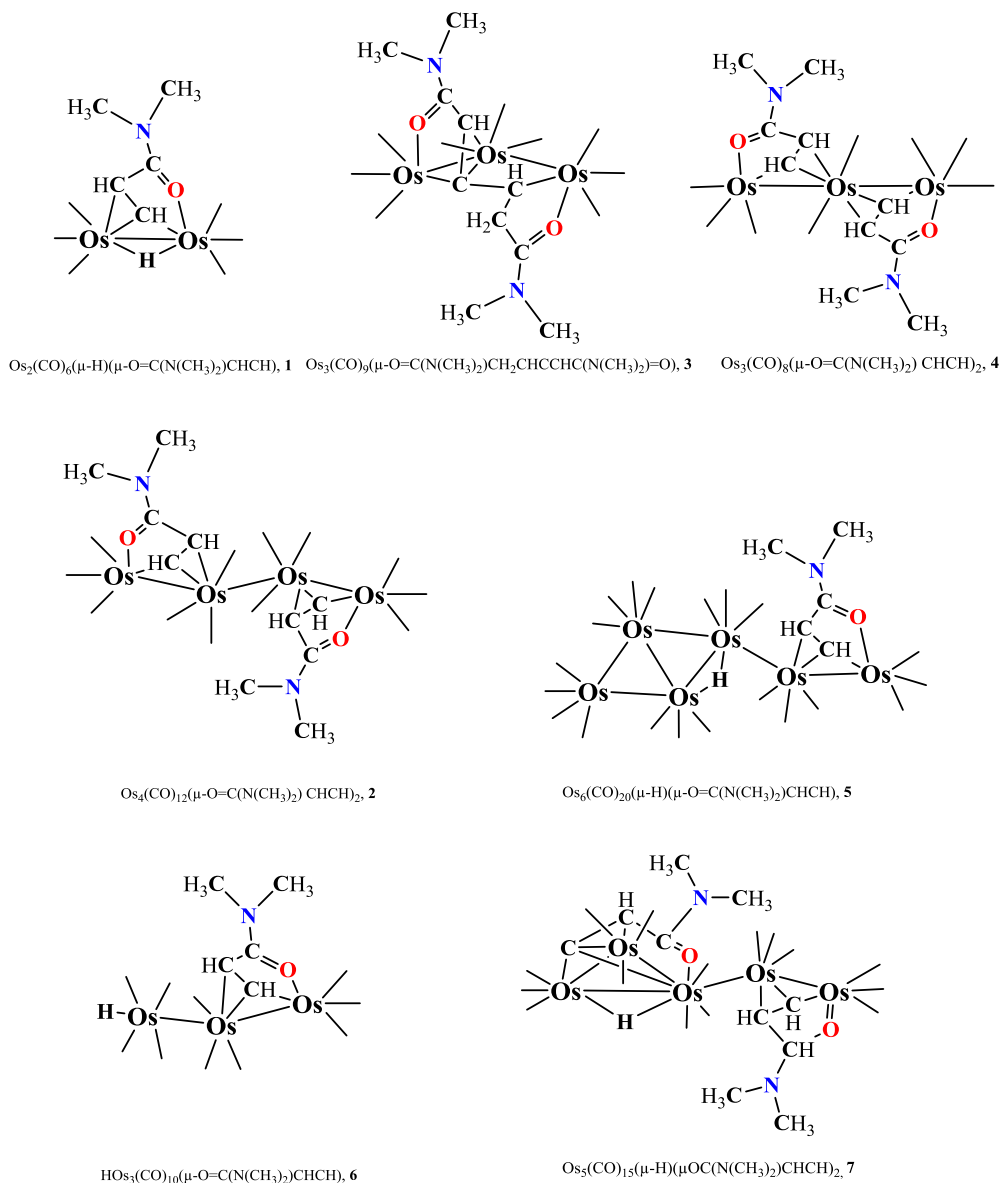 H₃C CH₃
N
C
HC O
CH
Os Os
H
Os₂(CO)₆(μ-H)(μ-O=C(N(CH₃)₂)CHCH), 1
CH₃
H₃C N
C
O CH
Os Os Os
H
C C
H₂C O
C
N
H₃C CH₃
Os₃(CO)₉(μ-O=C(N(CH₃)₂)CH₂CHCCHC(N(CH₃)₂)=O), 3
H₃C CH₃
N
O C CH
HC
Os Os Os
CH
HC O
C
N
H₃C CH₃
Os₃(CO)₈(μ-O=C(N(CH₃)₂) CHCH)₂, 4
CH₃
H₃C N
C
O CH
HC
Os Os Os Os
C
HC H
C O
H₃C N
CH₃
Os₄(CO)₁₂(μ-O=C(N(CH₃)₂) CHCH)₂, 2
CH₃
H₃C
N
C O
HC
CH
Os Os
H
Os Os Os Os
Os₆(CO)₂₀(μ-H)(μ-O=C(N(CH₃)₂)CHCH), 5
H₃C CH₃
N
C
HC O
CH
H Os Os Os
HOs₃(CO)₁₀(μ-O=C(N(CH₃)₂)CHCH), 6
H₃C
N CH₃
H
C C
C Os O
Os Os Os Os
H
HC C
H
O
CH
N
H₃C
CH₃
Os₅(CO)₁₅(μ-H)(μOC(N(CH₃)₂)CHCH)₂, 7